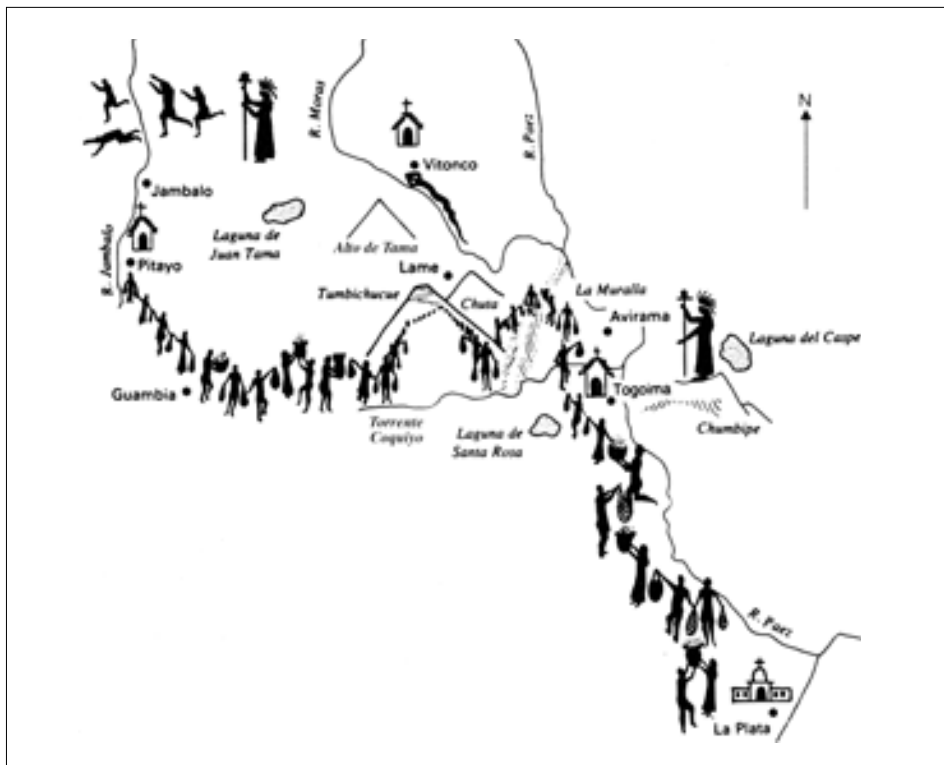 N
R. Moras
R. Paez
Vitonco
Jambalo
Laguna de
Juan Tama
Alto de Tama
R. Jambalo
Pitayo
Lame
Tumbichucue
Chuta
La Muralla
Avirama
Laguna del Caspe
Guambia
Togoima
Torrente
Coquiyo
Laguna de
Santa Rosa
Chumbipe
R. Paez
La Plata